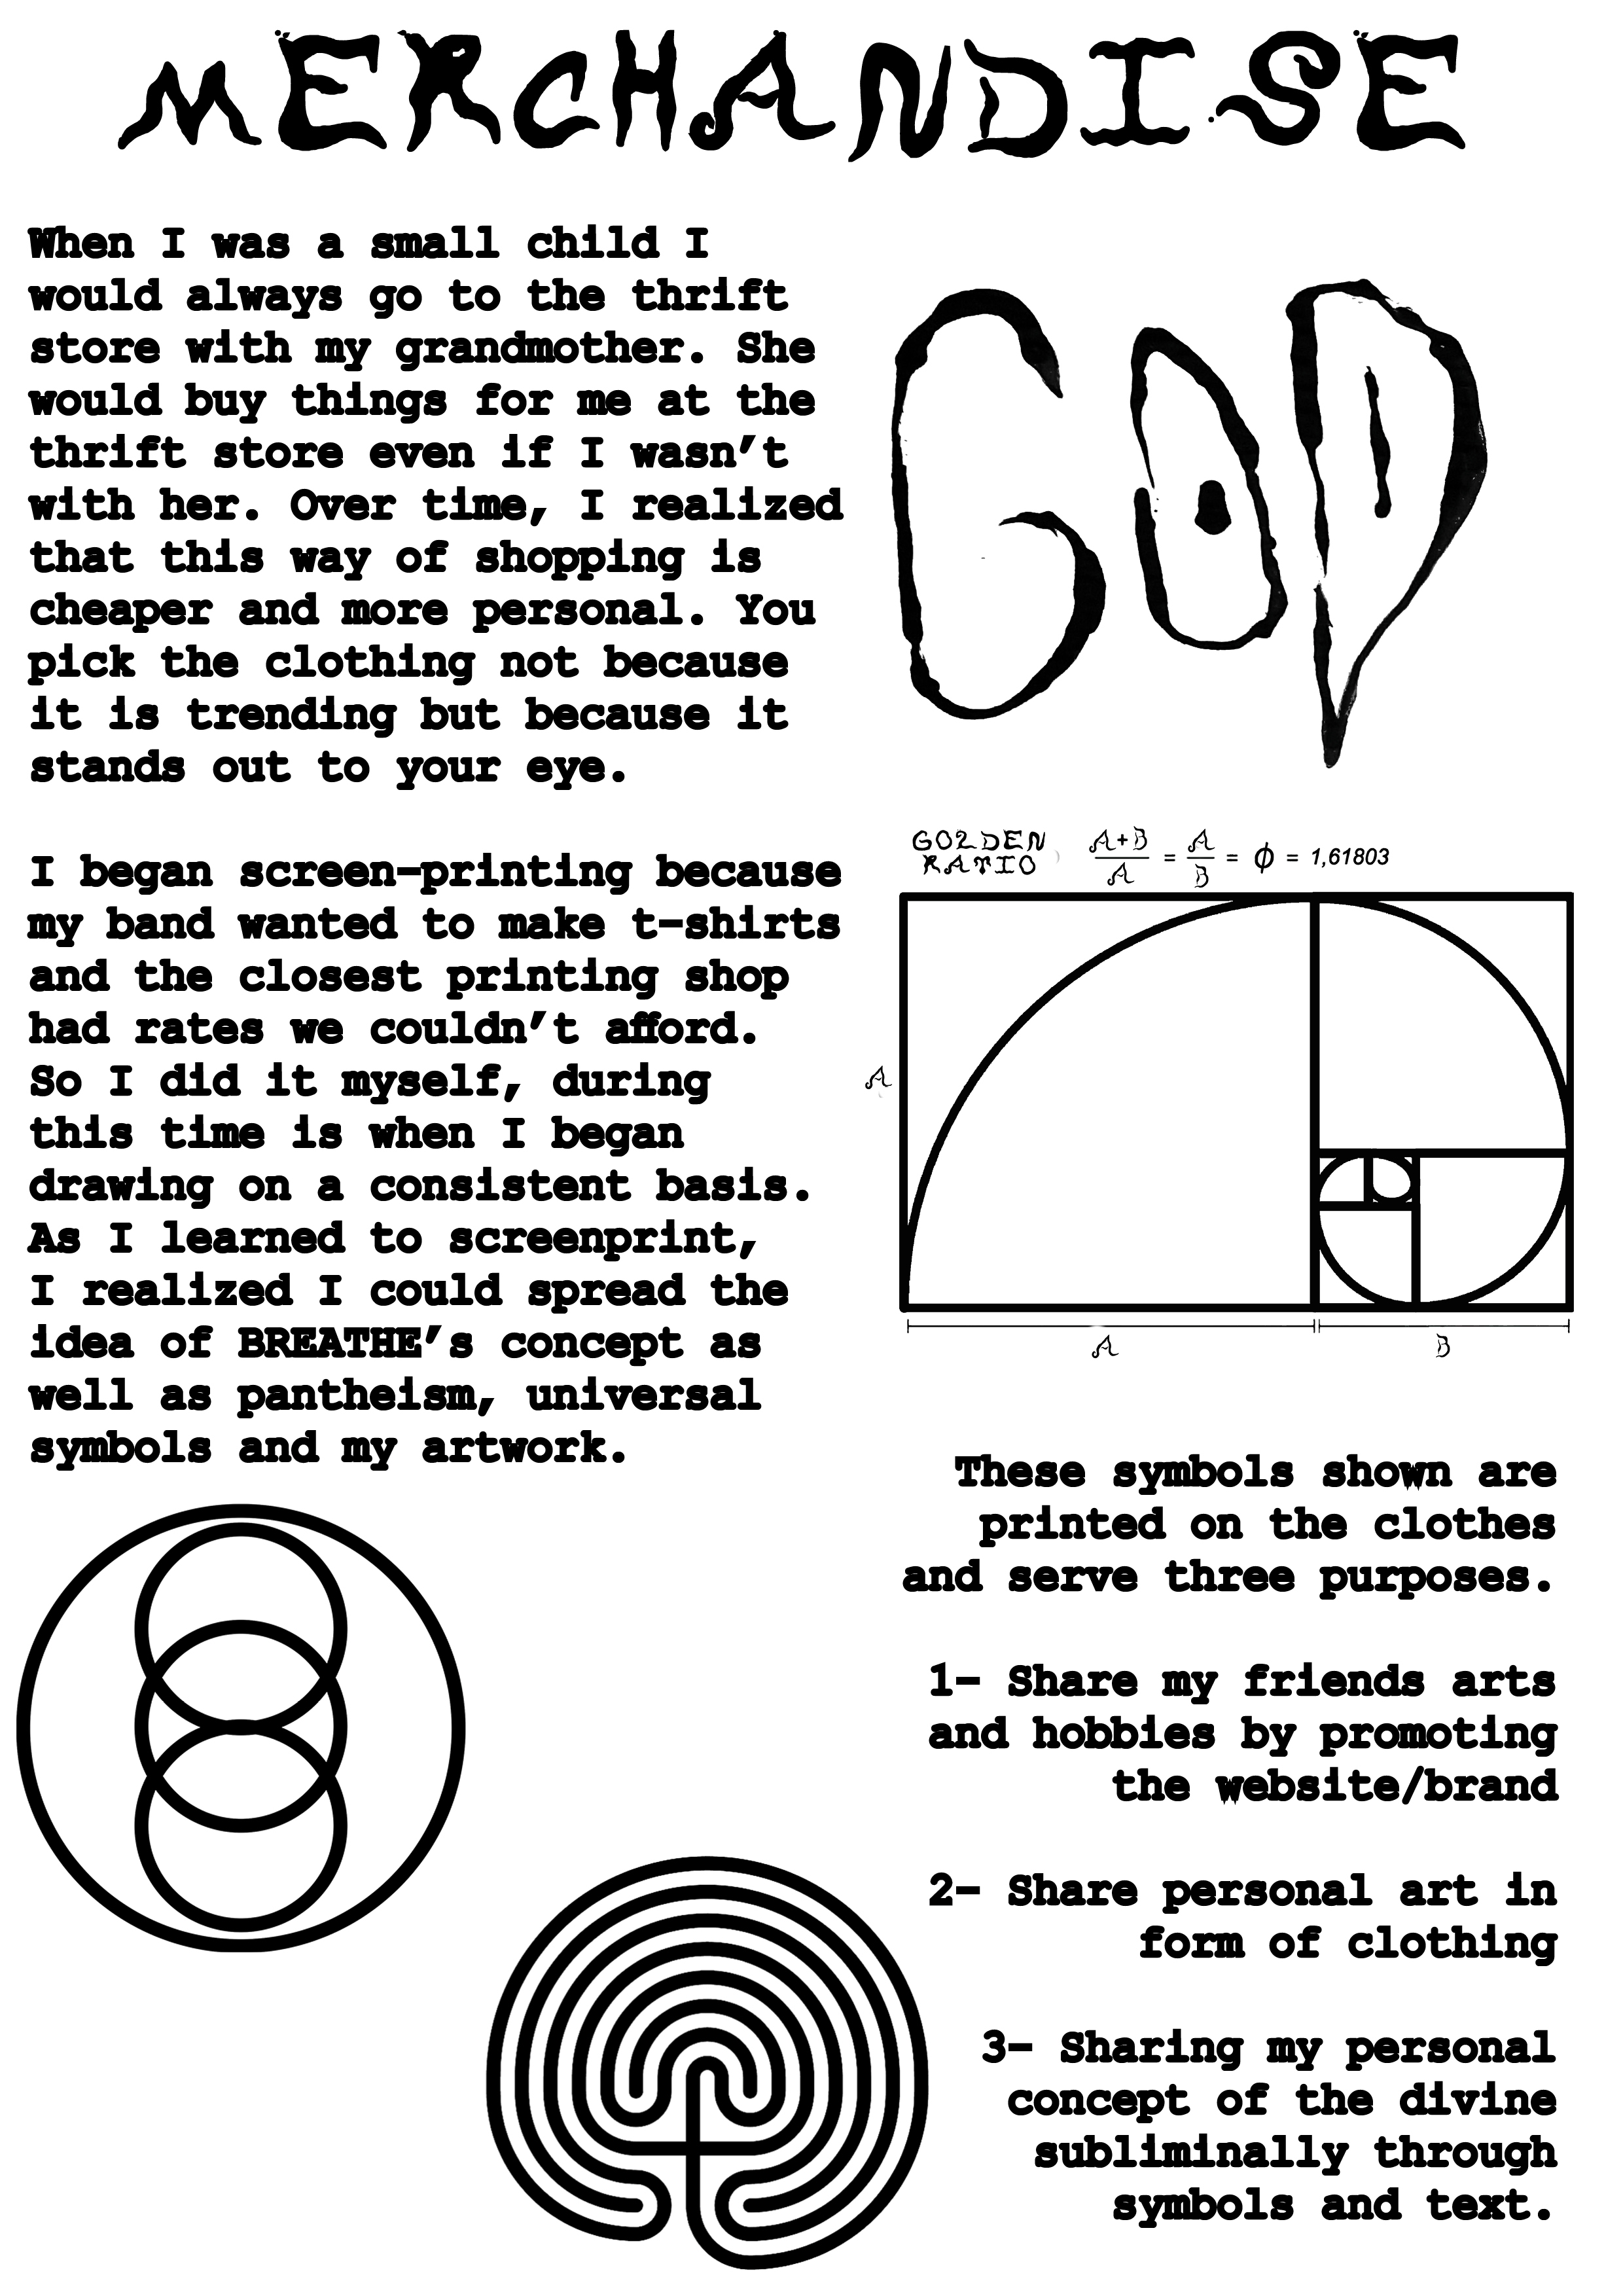 MERCHANDISE
When I was a small child I
would always go to the thrift
store with my grandmother. She
would buy things for me at the
thrift store even if I wasn't
with her. Over time, I realized
that this way of shopping is
cheaper and more personal. You
pick the clothing not because
it is trending but because it
stands out to your eye.
I began screen-printing because
my band wanted to make t-shirts
and the closest printing shop
had rates we couldn't afford.
So I did it myself, during
this time is when I began
drawing on a consistent basis.
As I learned to screenprint,
I realized I could spread the
idea of BREATHE's concept as
well as pantheism, universal
symbols and my artwork.
GOD
GOLDEN
RATIO
A+B/A = A/B = ϕ = 1,61803
A
A B
These symbols shown are
printed on the clothes
and serve three purposes.
1- Share my friends arts
and hobbies by promoting
the website/brand
2- Share personal art in
form of clothing
3- Sharing my personal
concept of the divine
subliminally through
symbols and text.